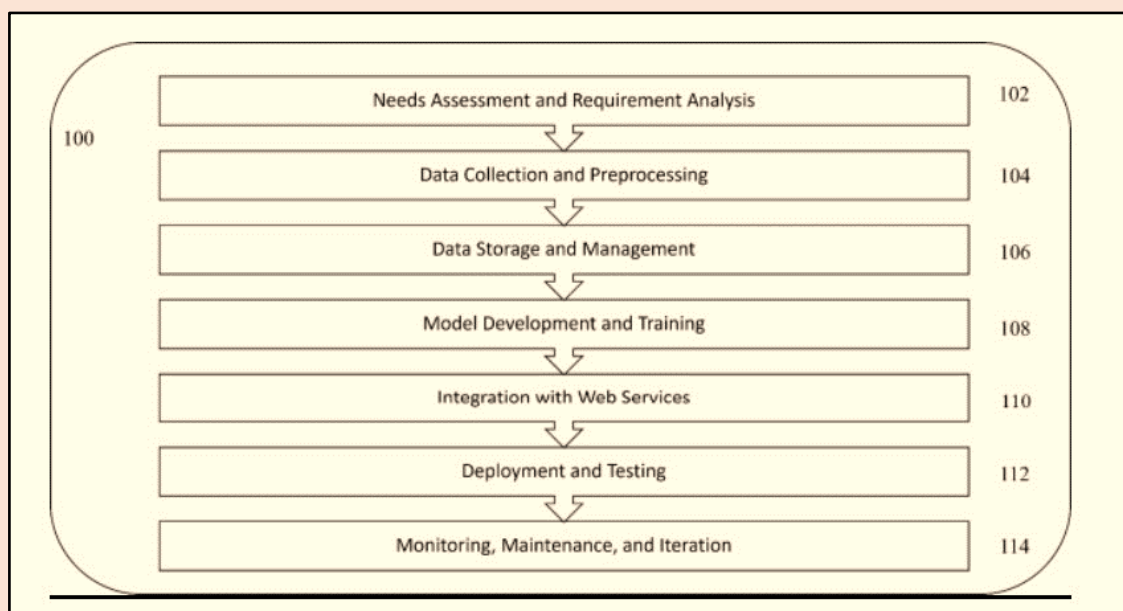 Needs Assessment and Requirement Analysis 102
100
Data Collection and Preprocessing 104
Data Storage and Management 106
Model Development and Training 108
Integration with Web Services 110
Deployment and Testing 112
Monitoring, Maintenance, and Iteration 114